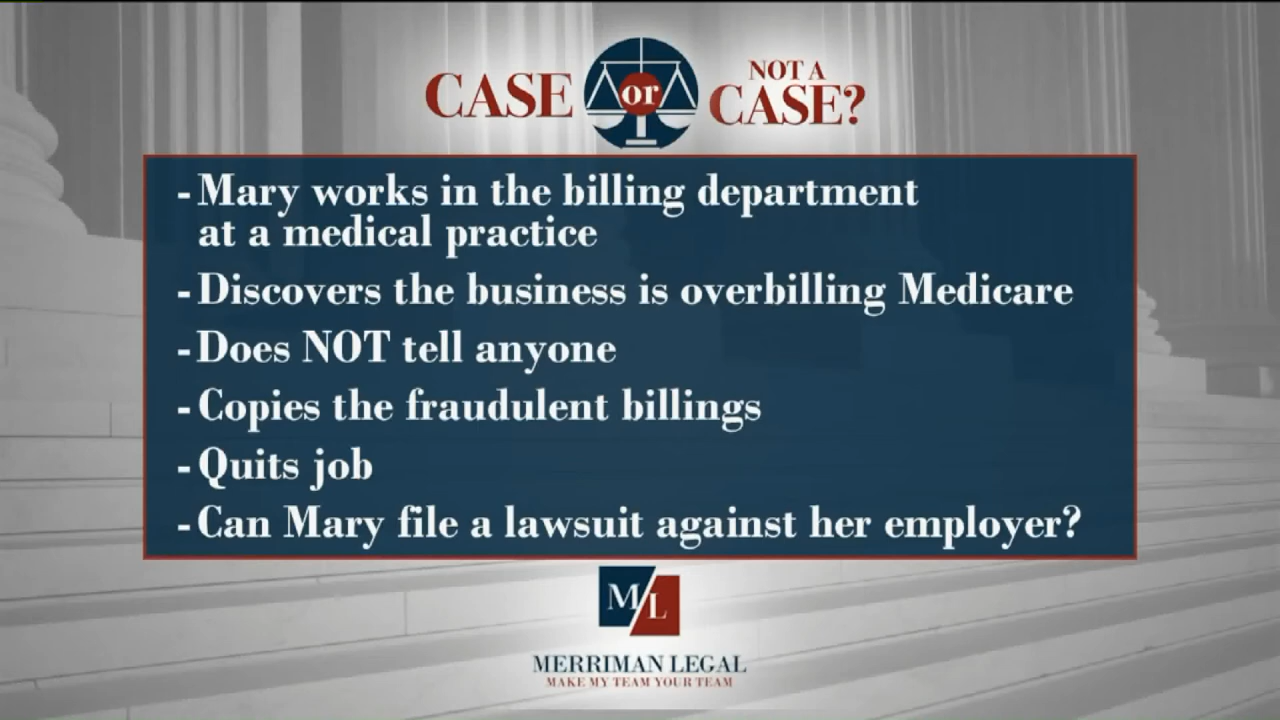 CASE or NOT A CASE?
- Mary works in the billing department
at a medical practice
- Discovers the business is overbilling Medicare
- Does NOT tell anyone
- Copies the fraudulent billings
- Quits job
- Can Mary file a lawsuit against her employer?
ML
MERRIMAN LEGAL
MAKE MY TEAM YOUR TEAM